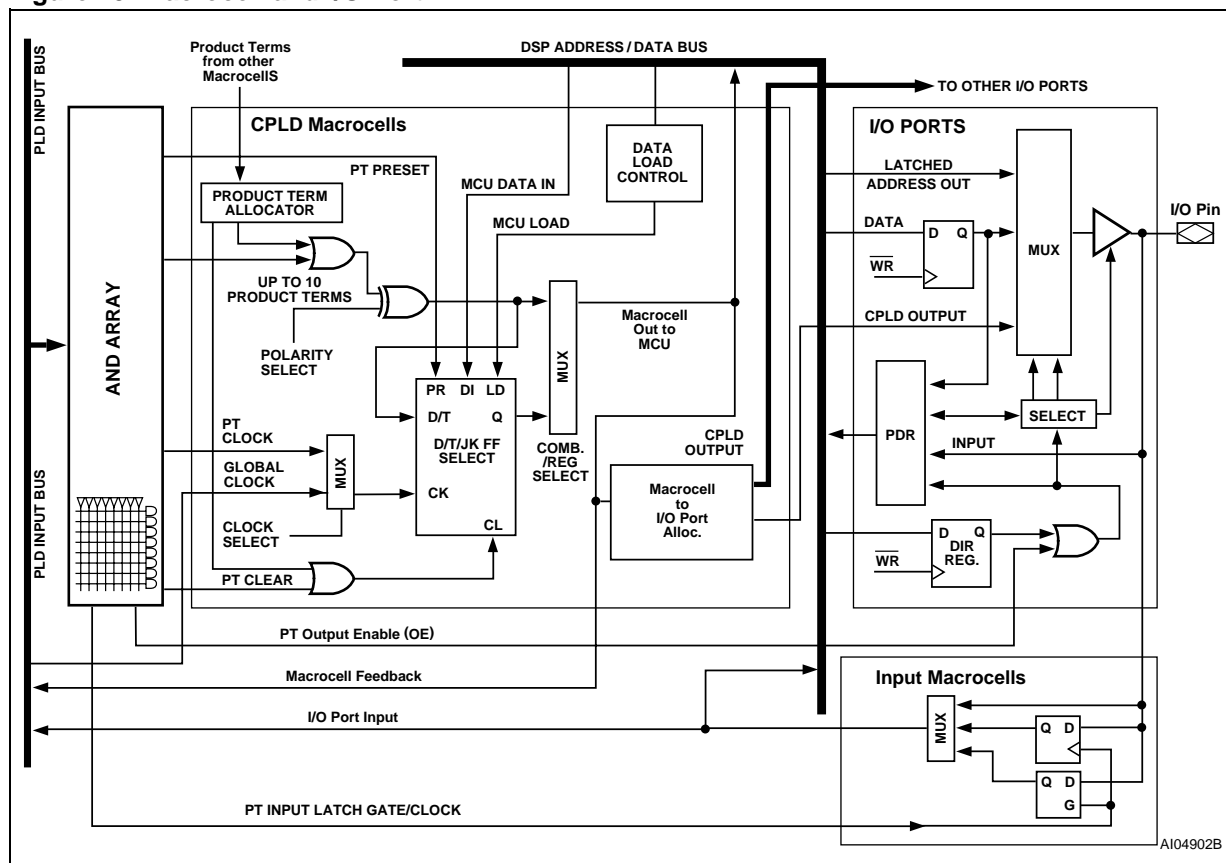 PLD INPUT BUS
Product Terms
from other
MacrocellS
DSP ADDRESS / DATA BUS
TO OTHER I/O PORTS
AND ARRAY
CPLD Macrocells
PT PRESET
MCU DATA IN
MCU LOAD
DATA
LOAD
CONTROL
PRODUCT TERM
ALLOCATOR
UP TO 10
PRODUCT TERMS
POLARITY
SELECT
PR DI LD
D/T Q
D/T/JK FF
SELECT
CK
CL
MUX
COMB.
/REG
SELECT
Macrocell
Out to
MCU
PT
CLOCK
GLOBAL
CLOCK
MUX
CLOCK
SELECT
PT CLEAR
CPLD
OUTPUT
Macrocell
to
I/O Port
Alloc.
I/O PORTS
LATCHED
ADDRESS OUT
DATA
D Q
WR
MUX
I/O Pin
CPLD OUTPUT
PDR
SELECT
INPUT
D Q
DIR
REG.
WR
PLD INPUT BUS
PT Output Enable (OE)
Macrocell Feedback
I/O Port Input
PT INPUT LATCH GATE/CLOCK
Input Macrocells
MUX
Q D
Q D
G
AI04902B